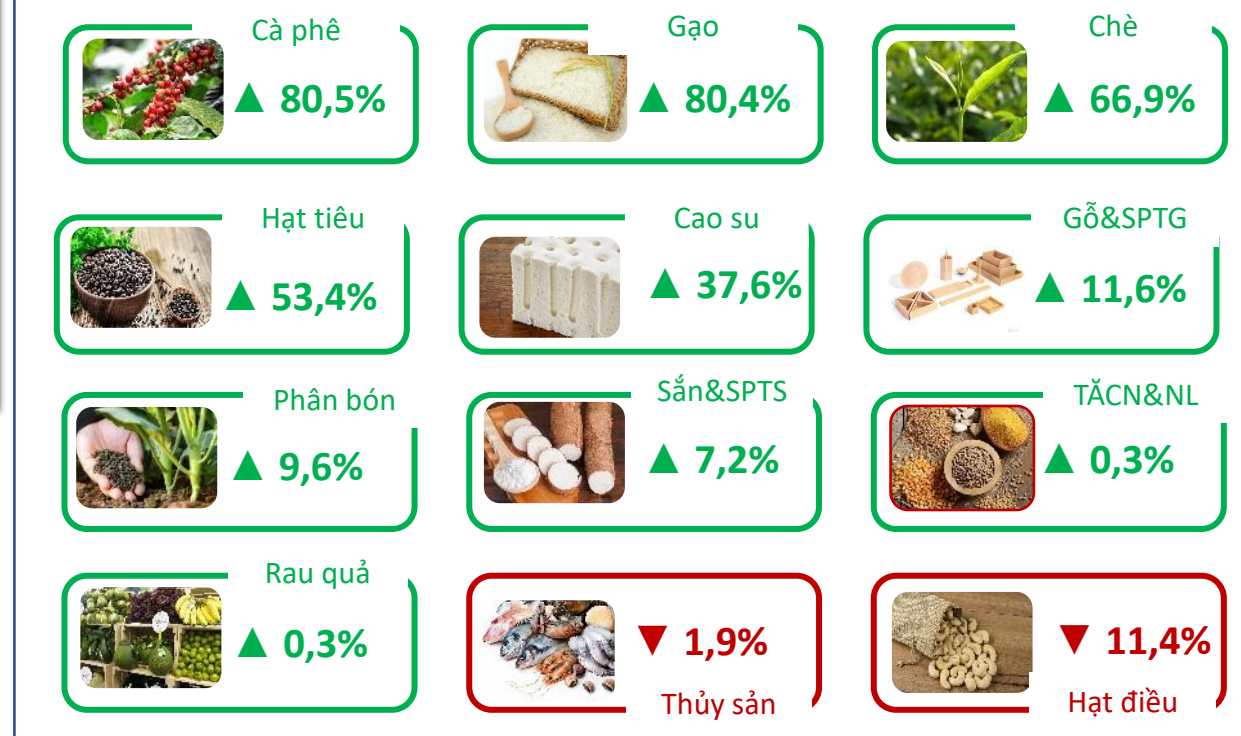 Cà phê
▲ 80,5%
Gạo
▲ 80,4%
Chè
▲ 66,9%
Hạt tiêu
▲ 53,4%
Cao su
▲ 37,6%
Gỗ&SPTG
▲ 11,6%
Phân bón
▲ 9,6%
Sắn&SPTS
▲ 7,2%
TĂCN&NL
▲ 0,3%
Rau quả
▲ 0,3%
▼ 1,9%
Thủy sản
▼ 11,4%
Hạt điều